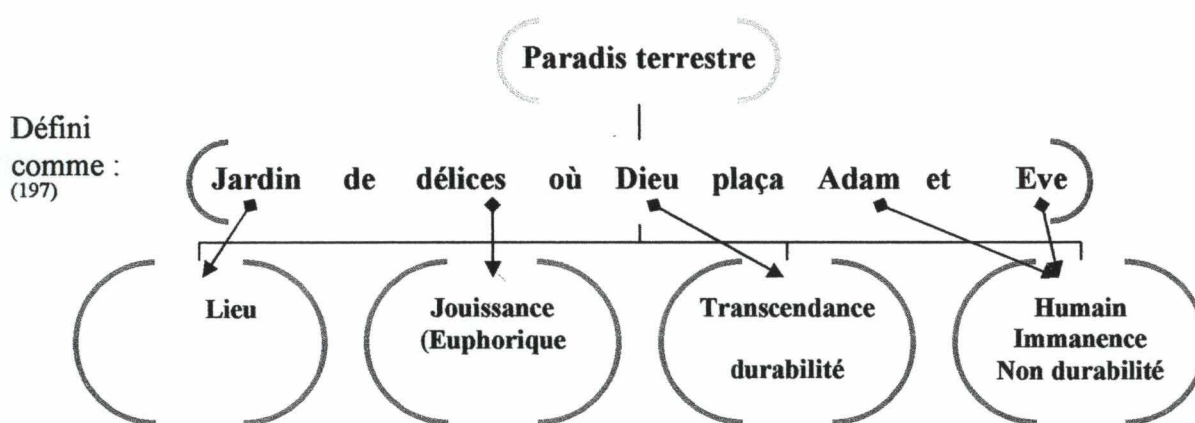 Paradis terrestre
Défini
comme :
(197)
Jardin de délices où Dieu plaça Adam et Eve
Lieu
Jouissance
(Euphorique
Transcendance
durabilité
Humain
Immanence
Non durabilité